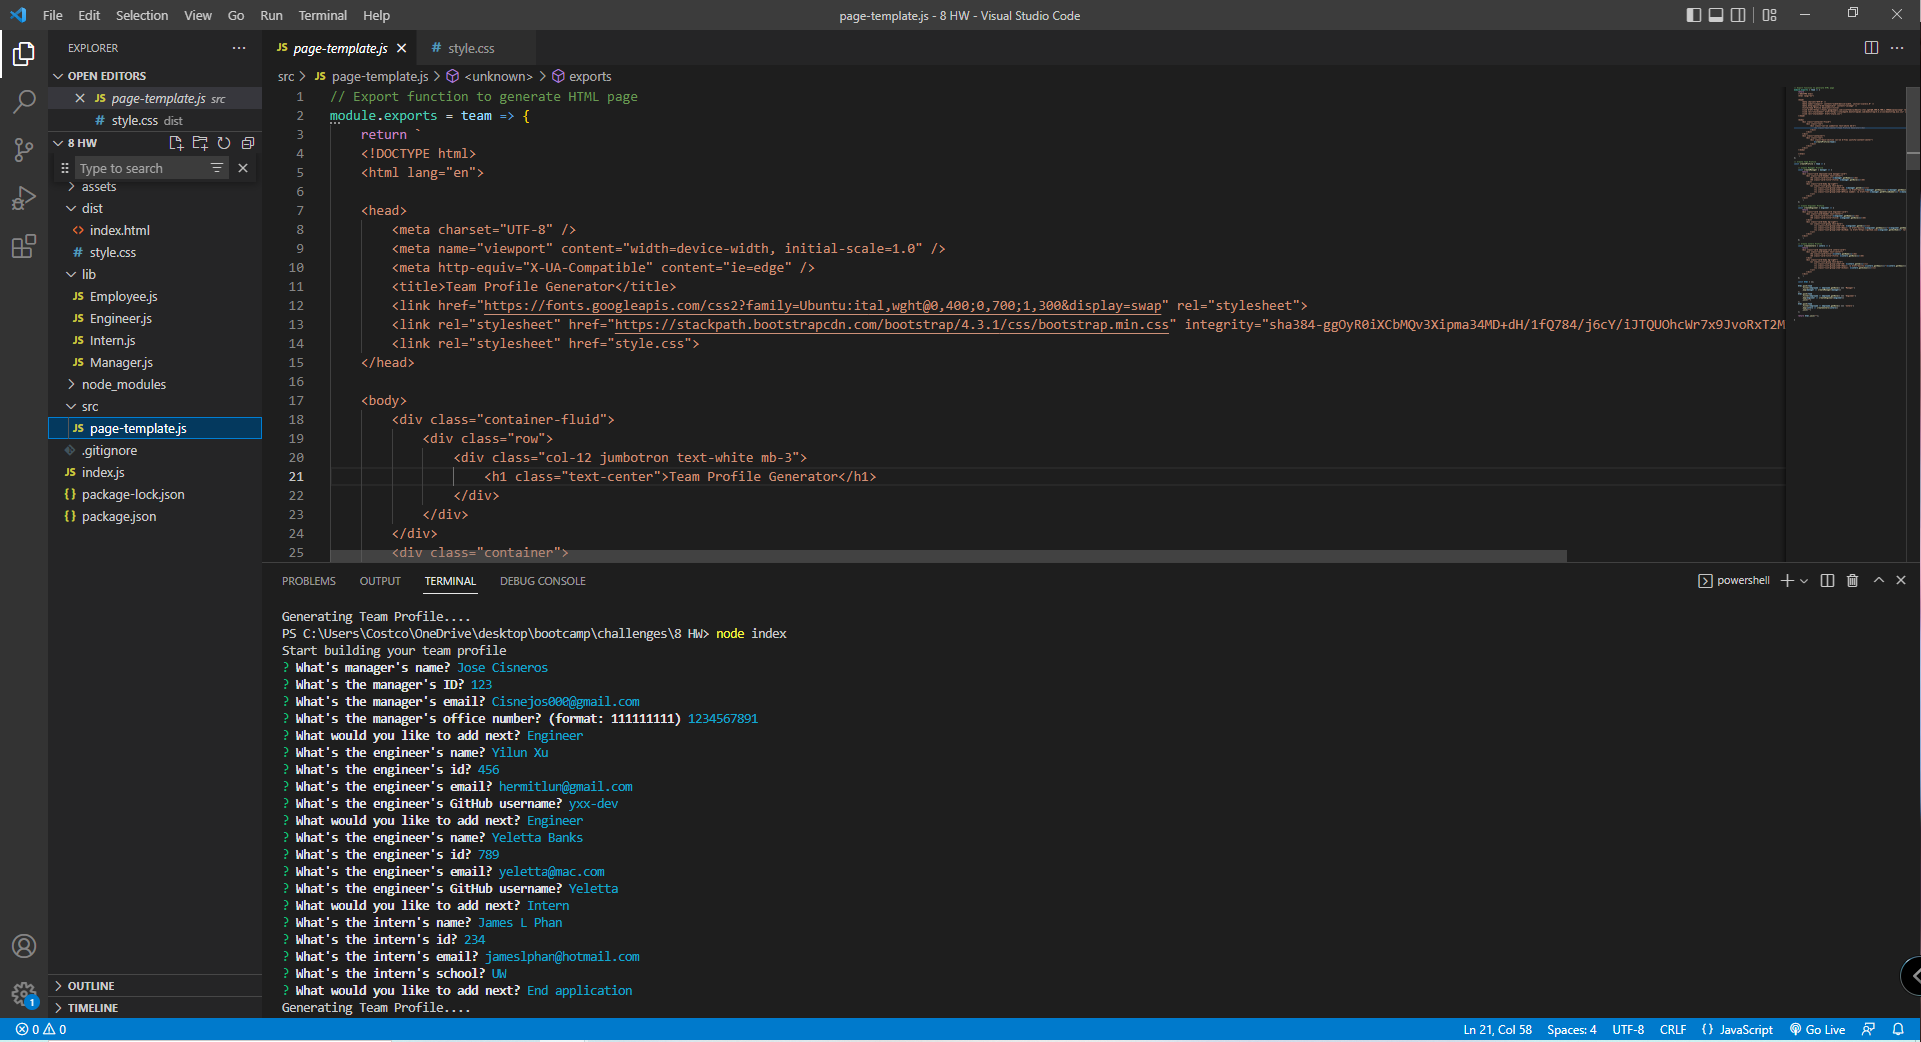 File Edit Selection View Go Run Terminal Help
page-template.js - 8 HW - Visual Studio Code
EXPLORER
OPEN EDITORS
JS page-template.js src
# style.css dist
8 HW
Type to search
assets
dist
<> index.html
# style.css
lib
JS Employee.js
JS Engineer.js
JS Intern.js
JS Manager.js
node_modules
src
JS page-template.js
.gitignore
JS index.js
{} package-lock.json
{} package.json
OUTLINE
TIMELINE
JS page-template.js
# style.css
src > JS page-template.js > <unknown> > exports
1 // Export function to generate HTML page
2 module.exports = team => {
3 return `
4 <!DOCTYPE html>
5 <html lang="en">
6
7 <head>
8 <meta charset="UTF-8" />
9 <meta name="viewport" content="width=device-width, initial-scale=1.0" />
10 <meta http-equiv="X-UA-Compatible" content="ie=edge" />
11 <title>Team Profile Generator</title>
12 <link href="https://fonts.googleapis.com/css2?family=Ubuntu:ital,wght@0,400;0,700;1,300&display=swap" rel="stylesheet">
13 <link rel="stylesheet" href="https://stackpath.bootstrapcdn.com/bootstrap/4.3.1/css/bootstrap.min.css" integrity="sha384-ggOyR0iXCbMQv3Xipma34MD+dH/1fQ784/j6cY/iJTQUOhcWr7x9JvoRxT2M
14 <link rel="stylesheet" href="style.css">
15 </head>
16
17 <body>
18 <div class="container-fluid">
19 <div class="row">
20 <div class="col-12 jumbotron text-white mb-3">
21 <h1 class="text-center">Team Profile Generator</h1>
22 </div>
23 </div>
24 </div>
25 <div class="container">
PROBLEMS OUTPUT TERMINAL DEBUG CONSOLE
powershell
Generating Team Profile....
PS C:\Users\Costco\OneDrive\desktop\bootcamp\challenges\8 HW> node index
Start building your team profile
? What's manager's name? Jose Cisneros
? What's the manager's ID? 123
? What's the manager's email? Cisnejos000@gmail.com
? What's the manager's office number? (format: 111111111) 1234567891
? What would you like to add next? Engineer
? What's the engineer's name? Yilun Xu
? What's the engineer's id? 456
? What's the engineer's email? hermitlun@gmail.com
? What's the engineer's GitHub username? yxx-dev
? What would you like to add next? Engineer
? What's the engineer's name? Yeletta Banks
? What's the engineer's id? 789
? What's the engineer's email? yeletta@mac.com
? What's the engineer's GitHub username? Yeletta
? What would you like to add next? Intern
? What's the intern's name? James L Phan
? What's the intern's id? 234
? What's the intern's email? jameslphan@hotmail.com
? What's the intern's school? UW
? What would you like to add next? End application
Generating Team Profile....
1
0 0
Ln 21, Col 58 Spaces: 4 UTF-8 CRLF {} JavaScript Go Live